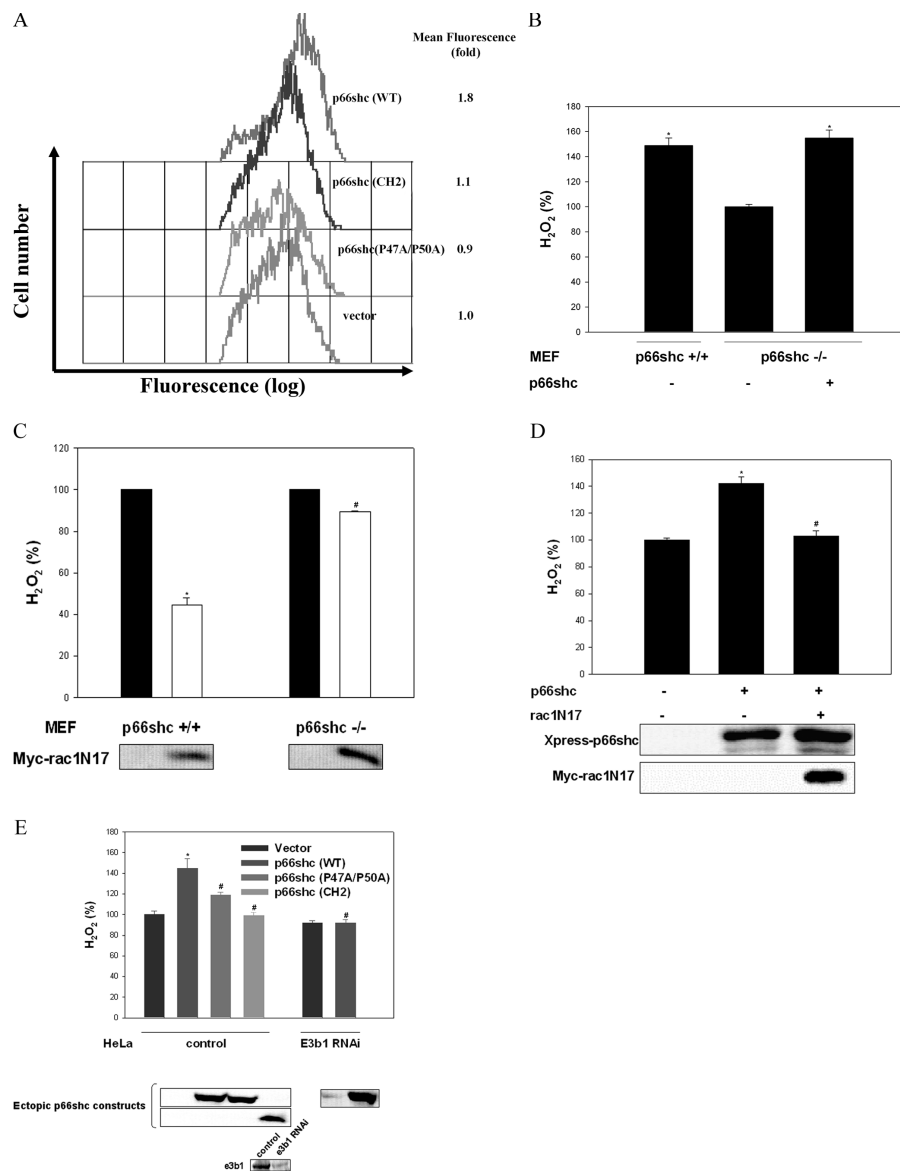 A
Mean Fluorescence
(fold)
p66shc (WT)
1.8
p66shc (CH2)
1.1
p66shc(P47A/P50A)
0.9
vector
1.0
Cell number
Fluorescence (log)
B
H2O2 (%)
180
160
140
120
100
80
60
40
20
0
*
*
MEF
p66shc +/+
p66shc -/-
p66shc
-
-
+
C
H2O2 (%)
120
100
80
60
40
20
0
*
#
MEF
p66shc +/+
p66shc -/-
Myc-rac1N17
D
H2O2 (%)
160
140
120
100
80
60
40
20
0
*
#
p66shc
-
+
+
rac1N17
-
-
+
Xpress-p66shc
Myc-rac1N17
E
H2O2 (%)
180
160
140
120
100
80
60
40
20
0
*
#
#
#
Vector
p66shc (WT)
p66shc (P47A/P50A)
p66shc (CH2)
HeLa
control
E3b1 RNAi
Ectopic p66shc constructs
control
e3b1 RNAi
e3b1